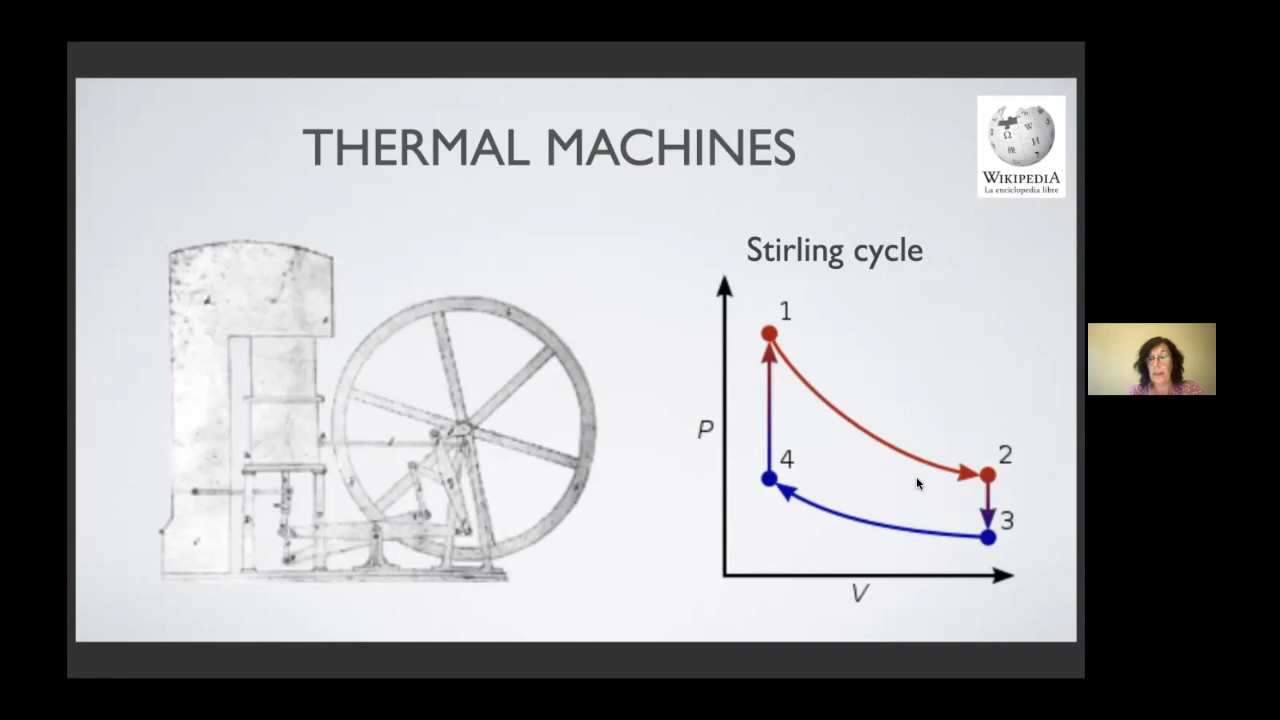 THERMAL MACHINES
WIKIPEDIA
La enciclopedia libre
Stirling cycle
1
P
2
4
3
V